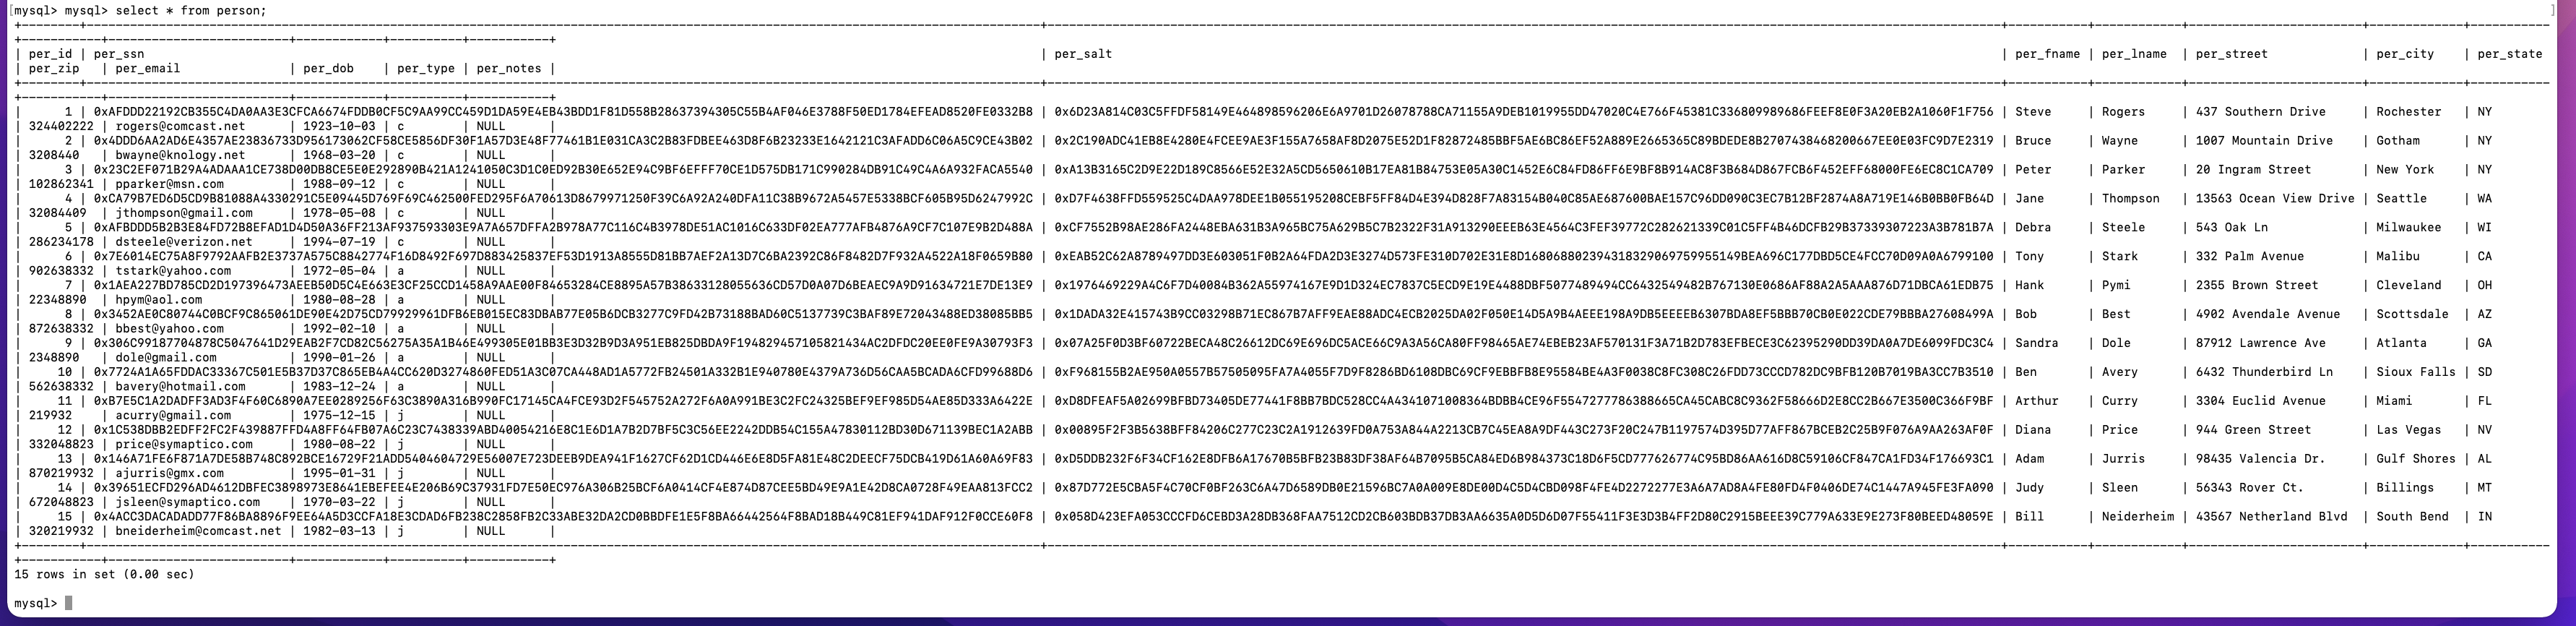 [mysql> mysql> select * from person; ]
| per_id | per_ssn | per_salt | per_fname | per_lname | per_street | per_city | per_state
| per_zip | per_email | per_dob | per_type | per_notes |
| 1 | 0xAFDDD22192CB355C4DA0AA3E3CFCA6674FDDB0CF5C9AA99CC459D1DA59E4EB43BDD1F81D558B28637394305C55B4AF046E3788F50ED1784EFEAD8520FE0332B8 | 0x6D23A814C03C5FFDF58149E464898596206E6A9701D26078788CA71155A9DEB1019955DD47020C4E766F45381C336809989686FEEF8E0F3A20EB2A1060F1F756 | Steve | Rogers | 437 Southern Drive | Rochester | NY
| 324402222 | rogers@comcast.net | 1923-10-03 | c | NULL |
| 2 | 0x4DDD6AA2AD6E4357AE23836733D956173062CF58CE5856DF30F1A57D3E48F77461B1E031CA3C2B83FDBEE463D8F6B23233E1642121C3AFADD6C06A5C9CE43B02 | 0x2C190ADC41EB8E4280E4FCEE9AE3F155A7658AF8D2075E52D1F82872485BBF5AE6BC86EF52A889E2665365C89BDEDE8B2707438468200667EE0E03FC9D7E2319 | Bruce | Wayne | 1007 Mountain Drive | Gotham | NY
| 3208440 | bwayne@knology.net | 1968-03-20 | c | NULL |
| 3 | 0x23C2EF071B29A4ADAAA1CE738D00DB8CE5E0E292890B421A1241050C3D1C0ED92B30E652E94C9BF6EFFF70CE1D575DB171C990284DB91C49C4A6A932FACA5540 | 0xA13B3165C2D9E22D189C8566E52E32A5CD5650610B17EA81B84753E05A30C1452E6C84FD86FF6E9BF8B914AC8F3B684D867FCB6F452EFF68000FE6EC8C1CA709 | Peter | Parker | 20 Ingram Street | New York | NY
| 102862341 | pparker@msn.com | 1988-09-12 | c | NULL |
| 4 | 0xCA79B7ED6D5CD9B81088A4330291C5E09445D769F69C462500FED295F6A70613D8679971250F39C6A92A240DFA11C38B9672A5457E5338BCF605B95D6247992C | 0xD7F4638FFD559525C4DAA978DEE1B055195208CEBF5FF84D4E394D828F7A83154B040C85AE687600BAE157C96DD090C3EC7B12BF2874A8A719E146B0BB0FB64D | Jane | Thompson | 13563 Ocean View Drive | Seattle | WA
| 32084409 | jthompson@gmail.com | 1978-05-08 | c | NULL |
| 5 | 0xAFBDDD5B2B3E84FD72B8EFAD1D4D50A36FF213AF937593303E9A7A657DFFA2B978A77C116C4B3978DE51AC1016C633DF02EA777AFB4876A9CF7C107E9B2D488A | 0xCF7552B98AE286FA2448EBA631B3A965BC75A629B5C7B2322F31A913290EEEB63E4564C3FEF39772C282621339C01C5FF4B46DCFB29B37339307223A3B781B7A | Debra | Steele | 543 Oak Ln | Milwaukee | WI
| 286234178 | dsteele@verizon.net | 1994-07-19 | c | NULL |
| 6 | 0x7E6014EC75A8F9792AAFB2E3737A575C8842774F16D8492F697D883425837EF53D1913A8555D81BB7AEF2A13D7C6BA2392C86F8482D7F932A4522A18F0659B80 | 0xEAB52C62A8789497DD3E603051F0B2A64FDA2D3E3274D573FE310D702E31E8D16806880239431832906975 9955149BEA696C177DBD5CE4FCC70D09A0A6799100 | Tony | Stark | 332 Palm Avenue | Malibu | CA
| 902638332 | tstark@yahoo.com | 1972-05-04 | a | NULL |
| 7 | 0x1AEA227BD785CD2D197396473AEEB50D5C4E663E3CF25CCD1458A9AAE00F84653284CE8895A57B38633128055636CD57D0A07D6BEAEC9A9D91634721E7DE13E9 | 0x1976469229A4C6F7D40084B362A55974167E9D1D324EC7837C5ECD9E19E4488DBF5077489494CC6432549482B767130E0686AF88A2A5AAA876D71DBCA61EDB75 | Hank | Pymi | 2355 Brown Street | Cleveland | OH
| 22348890 | hpym@aol.com | 1980-08-28 | a | NULL |
| 8 | 0x3452AE0C80744C0BCF9C865061DE90E42D75CD79929961DFB6EB015EC83DBAB77E05B6DCB3277C9FD42B73188BAD60C5137739C3BAF89E72043488ED38085BB5 | 0x1DADA32E415743B9CC03298B71EC867B7AFF9EAE88ADC4ECB2025DA02F050E14D5A9B4AEEE198A9DB5EEEEB6307BDA8EF5BBB70CB0E022CDE79BBBA27608499A | Bob | Best | 4902 Avendale Avenue | Scottsdale | AZ
| 872638332 | bbest@yahoo.com | 1992-02-10 | a | NULL |
| 9 | 0x306C99187704878C5047641D29EAB2F7CD82C56275A35A1B46E499305E01BB3E3D32B9D3A951EB825DBDA9F194829457105821434AC2DFDC20EE0FE9A30793F3 | 0x07A25F0D3BF60722BECA48C26612DC69E696DC5ACE66C9A3A56CA80FF98465AE74EBEB23AF570131F3A71B2D783EFBECE3C62395290DD39DA0A7DE6099FDC3C4 | Sandra | Dole | 87912 Lawrence Ave | Atlanta | GA
| 2348890 | dole@gmail.com | 1990-01-26 | a | NULL |
| 10 | 0x7724A1A65FDDAC33367C501E5B37D37C865EB4A4CC620D3274860FED51A3C07CA448AD1A5772FB24501A332B1E940780E4379A736D56CAA5BCADA6CFD99688D6 | 0xF968155B2AE950A0557B57505095FA7A4055F7D9F8286BD6108DBC69CF9EBBFB8E95584BE4A3F0038C8FC308C26FDD73CCCD782DC9BFB120B7019BA3CC7B3510 | Ben | Avery | 6432 Thunderbird Ln | Sioux Falls | SD
| 562638332 | bavery@hotmail.com | 1983-12-24 | a | NULL |
| 11 | 0xB7E5C1A2DADFF3AD3F4F60C6890A7EE0289256F63C3890A316B990FC17145CA4FCE93D2F545752A272F6A0A991BE3C2FC24325BEF9EF985D54AE85D333A6422E | 0xD8DFEAF5A02699BFBD73405DE77441F8BB7BDC528CC4A4341071008364BDBB4CE96F5547277786388665CA45CABC8C9362F58666D2E8CC2B667E3500C366F9BF | Arthur | Curry | 3304 Euclid Avenue | Miami | FL
| 219932 | acurry@gmail.com | 1975-12-15 | j | NULL |
| 12 | 0x1C538DBB2EDFF2FC2F439887FFD4A8FF64FB07A6C23C7438339ABD40054216E8C1E6D1A7B2D7BF5C3C56EE2242DDB54C155A47830112BD30D671139BEC1A2ABB | 0x00895F2F3B5638BFF84206C277C23C2A1912639FD0A753A844A2213CB7C45EA8A9DF443C273F20C247B1197574D395D77AFF867BCEB2C25B9F076A9AA263AF0F | Diana | Price | 944 Green Street | Las Vegas | NV
| 332048823 | price@symaptico.com | 1980-08-22 | j | NULL |
| 13 | 0x146A71FE6F871A7DE58B748C892BCE16729F21ADD5404604729E56007E723DEEB9DEA941F1627CF62D1CD446E6E8D5FA81E48C2DEECF75DCB419D61A60A69F83 | 0xD5DDB232F6F34CF162E8DFB6A17670B5BFB23B83DF38AF64B7095B5CA84ED6B984373C18D6F5CD777626774C95BD86AA616D8C59106CF847CA1FD34F176693C1 | Adam | Jurris | 98435 Valencia Dr. | Gulf Shores | AL
| 870219932 | ajurris@gmx.com | 1995-01-31 | j | NULL |
| 14 | 0x39651ECFD296AD4612DBFEC3898973E8641EBEFEE4E206B69C37931FD7E50EC976A306B25BCF6A0414CF4E874D87CEE5BD49E9A1E42D8CA0728F49EAA813FCC2 | 0x87D772E5CBA5F4C70CF0BF263C6A47D6589DB0E21596BC7A0A009E8DE00D4C5D4CBD098F4FE4D2272277E3A6A7AD8A4FE80FD4F0406DE74C1447A945FE3FA090 | Judy | Sleen | 56343 Rover Ct. | Billings | MT
| 672048823 | jsleen@symaptico.com | 1970-03-22 | j | NULL |
| 15 | 0x4ACC3DACADADD77F86BA8896F9EE64A5D3CCFA18E3CDAD6FB238C2858FB2C33ABE32DA2CD0BBDFE1E5F8BA66442564F8BAD18B449C81EF941DAF912F0CCE60F8 | 0x058D423EFA053CCCFD6CEBD3A28DB368FAA7512CD2CB603BDB37DB3AA6635A0D5D6D07F55411F3E3D3B4FF2D80C2915BEEE39C779A633E9E273F80BEED48059E | Bill | Neiderheim | 43567 Netherland Blvd | South Bend | IN
| 320219932 | bneiderheim@comcast.net | 1982-03-13 | j | NULL |
15 rows in set (0.00 sec)
mysql>